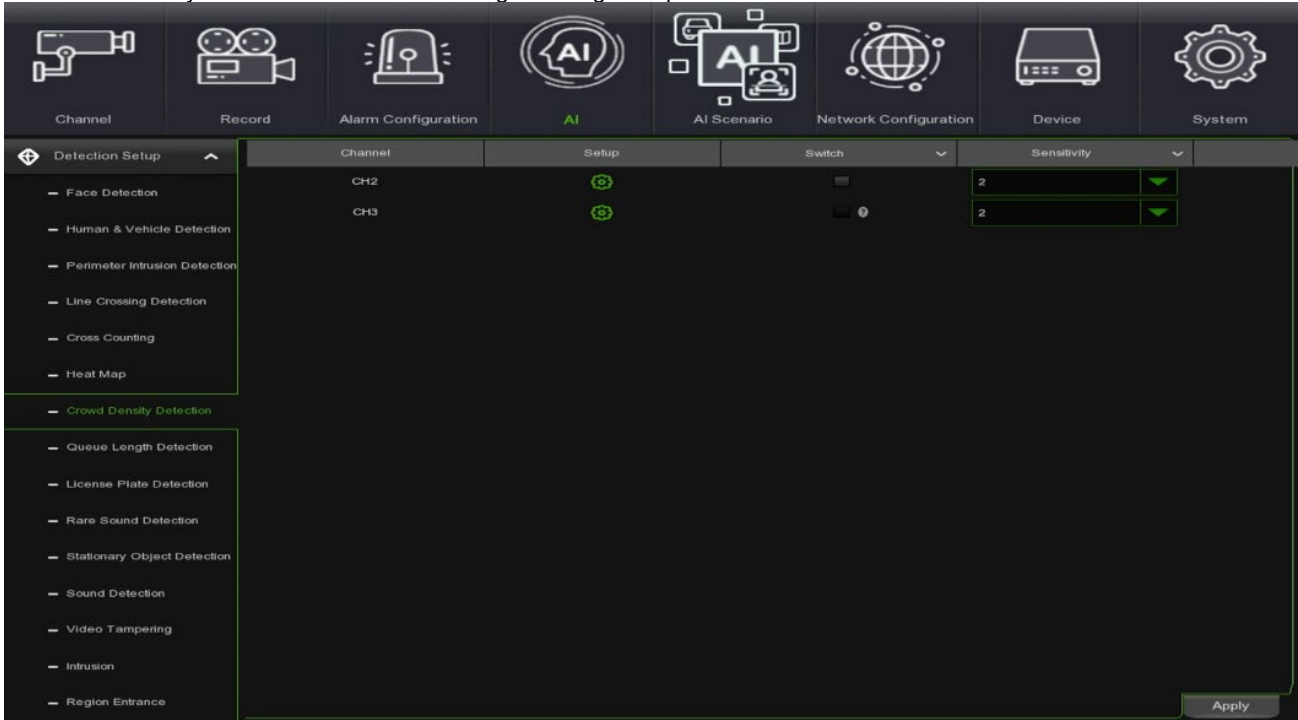 AI
AI
Channel Record Alarm Configuration AI AI Scenario Network Configuration Device System
Detection Setup Channel Setup Switch Sensitivity
Face Detection
Human & Vehicle Detection
Perimeter Intrusion Detection
Line Crossing Detection
Cross Counting
Heat Map
Crowd Density Detection
Queue Length Detection
License Plate Detection
Rare Sound Detection
Stationary Object Detection
Sound Detection
Video Tampering
Intrusion
Region Entrance
CH2 2
CH3 ? 2
Apply